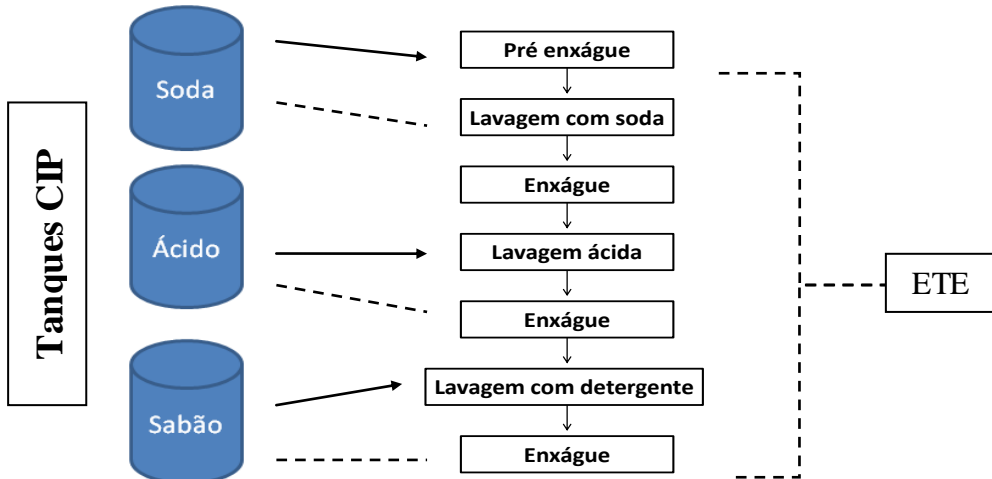 Tanques CIP
Soda
Ácido
Sabão
Pré enxágue
Lavagem com soda
Enxágue
Lavagem ácida
Enxágue
Lavagem com detergente
Enxágue
ETE